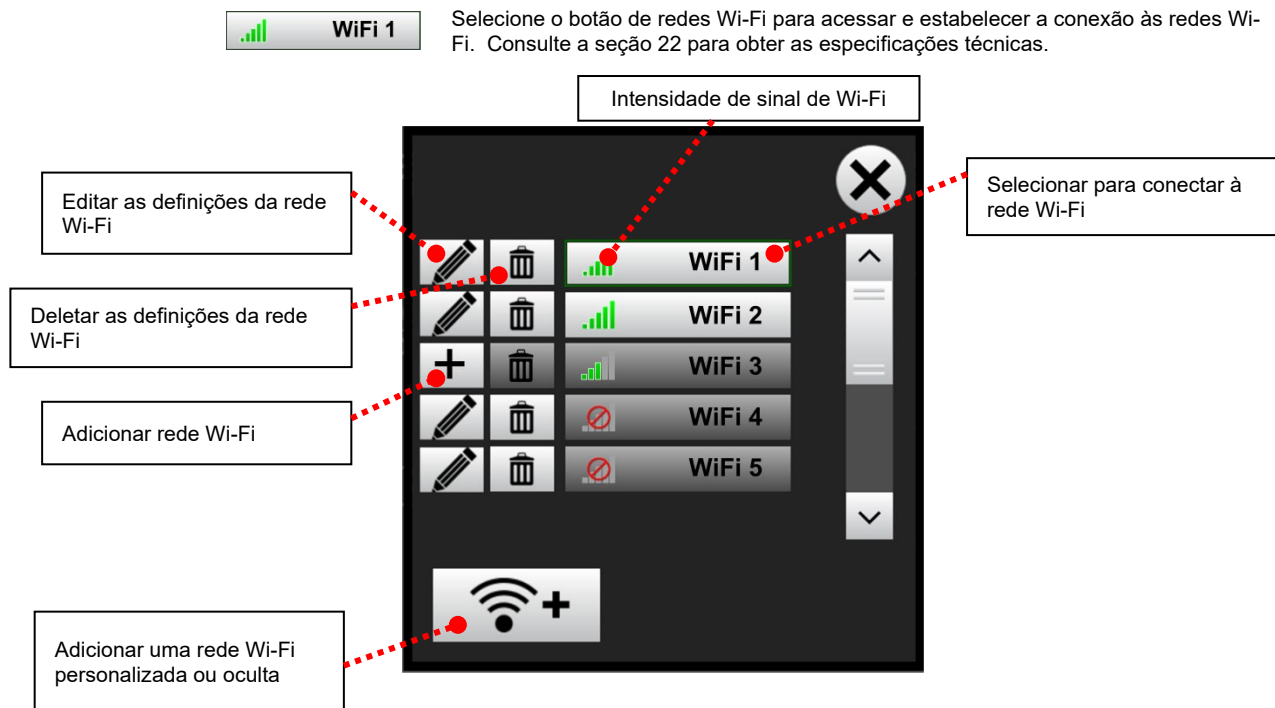 WiFi 1
Selecione o botão de redes Wi-Fi para acessar e estabelecer a conexão às redes Wi-
Fi. Consulte a seção 22 para obter as especificações técnicas.
Intensidade de sinal de Wi-Fi
Editar as definições da rede
Wi-Fi
Selecionar para conectar à
rede Wi-Fi
WiFi 1
Deletar as definições da rede
Wi-Fi
WiFi 2
WiFi 3
Adicionar rede Wi-Fi
WiFi 4
WiFi 5
Adicionar uma rede Wi-Fi
personalizada ou oculta